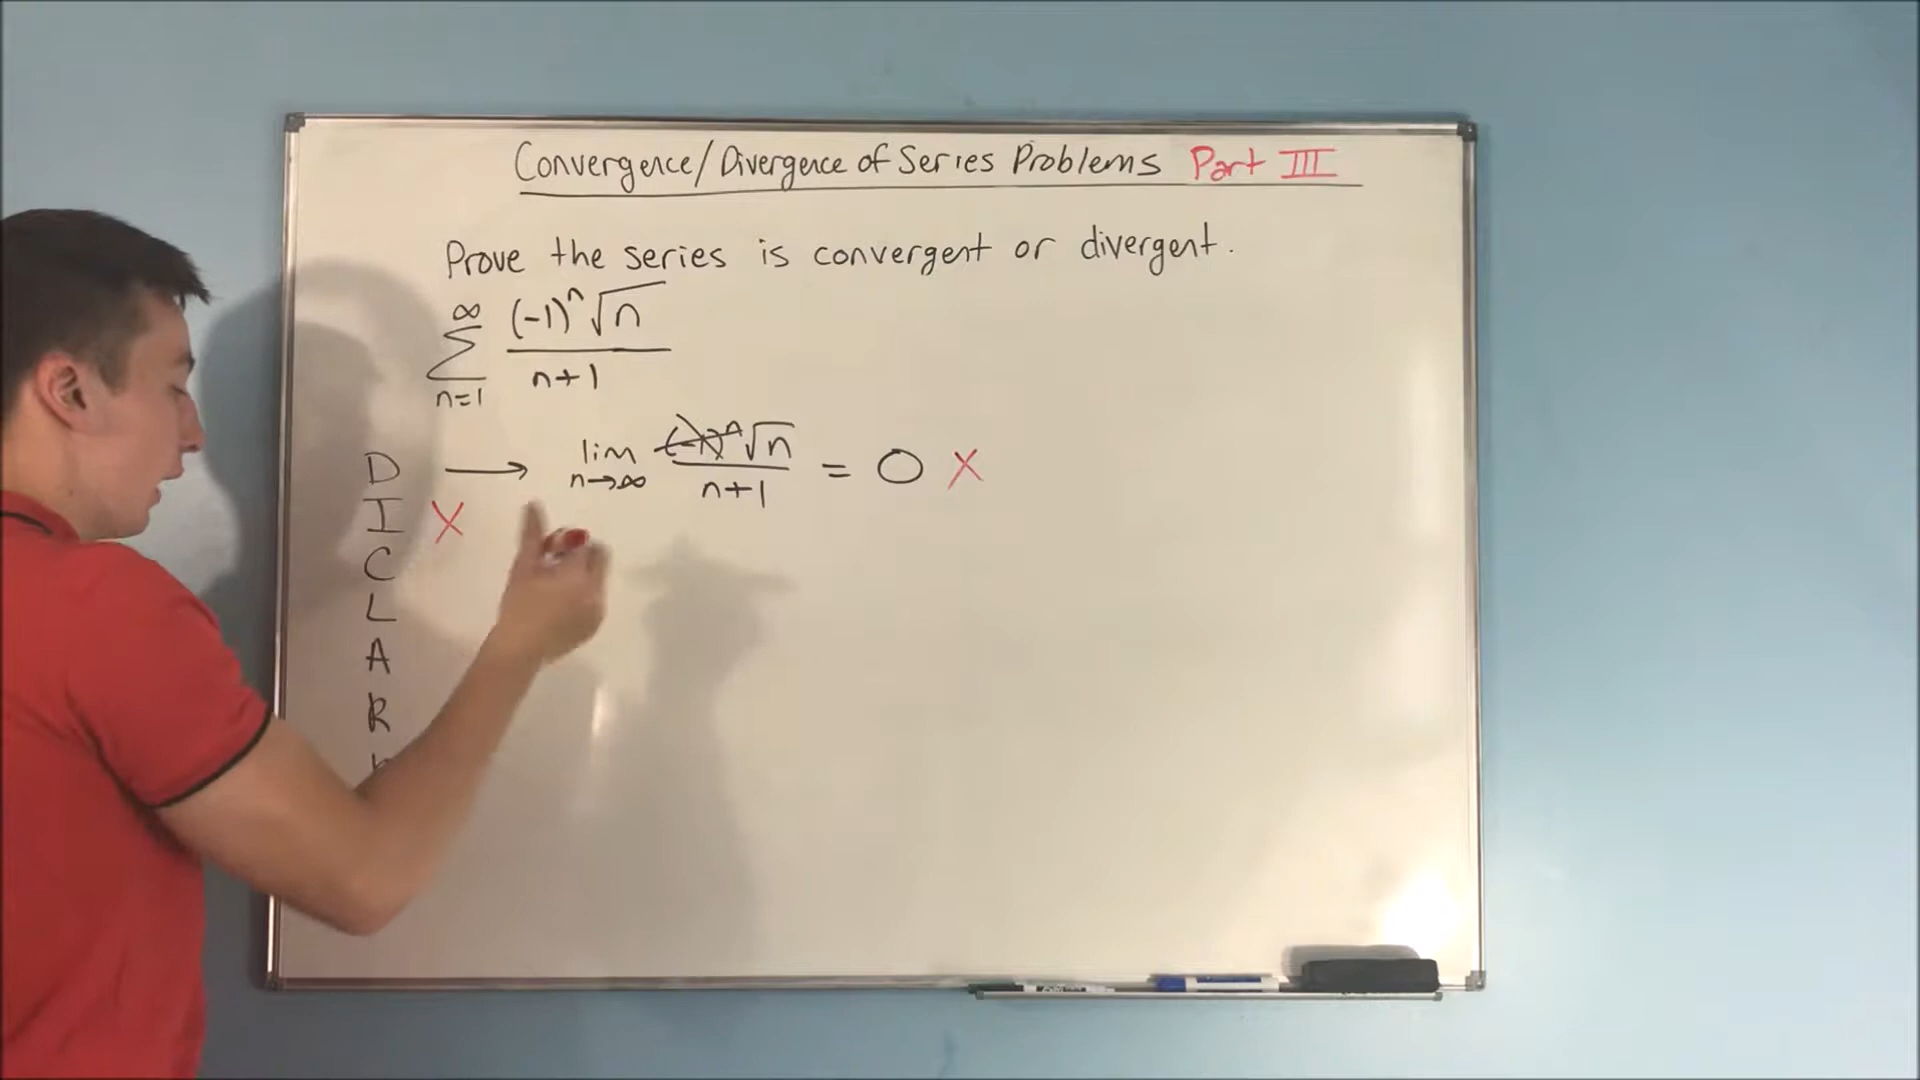 Convergence/Divergence of Series Problems Part III
Prove the series is convergent or divergent.
∞ (-1)ⁿ √n
Σ
n=1 n+1
D → lim (-1)ⁿ √n = 0 X
n→∞ n+1
I X
C
L
A
R